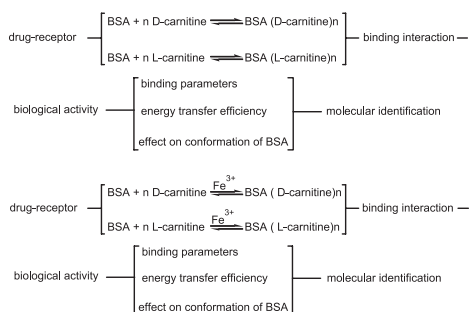 BSA + n D-carnitine ⇌ BSA (D-carnitine)n
drug-receptor binding interaction
BSA + n L-carnitine ⇌ BSA (L-carnitine)n
binding parameters
biological activity energy transfer efficiency molecular identification
effect on conformation of BSA
Fe3+
BSA + n D-carnitine ⇌ BSA ( D-carnitine)n
drug-receptor binding interaction
Fe3+
BSA + n L-carnitine ⇌ BSA ( L-carnitine)n
binding parameters
biological activity energy transfer efficiency molecular identification
effect on conformation of BSA